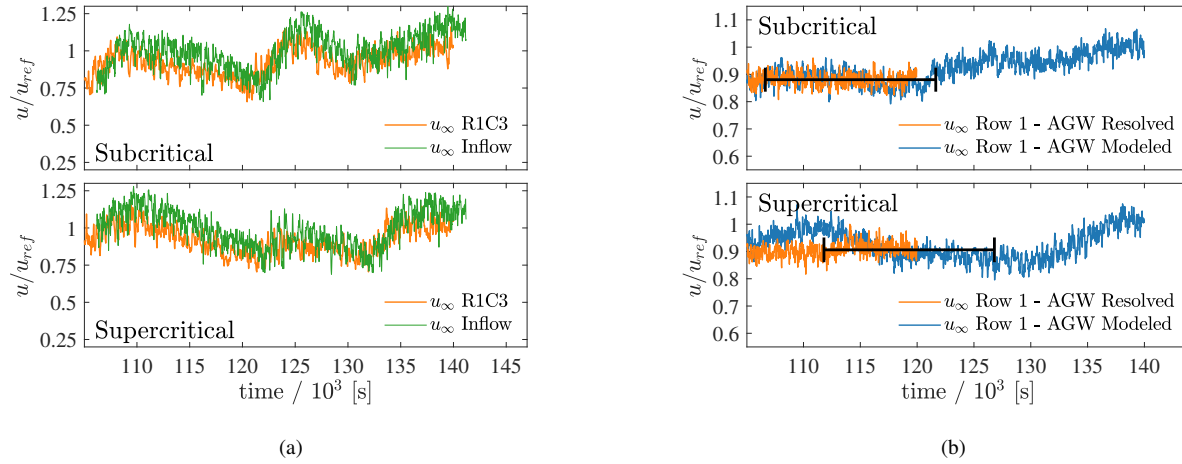 1.25
1
0.75
0.5
0.25
u/u_ref
u∞ R1C3
u∞ Inflow
Subcritical
1.25
1
0.75
0.5
0.25
u/u_ref
u∞ R1C3
u∞ Inflow
Supercritical
110 115 120 125 130 135 140 145
time / 10³ [s]
(a)
1.1
1
0.9
0.8
0.7
0.6
u/u_ref
Subcritical
u∞ Row 1 - AGW Resolved
u∞ Row 1 - AGW Modeled
1.1
1
0.9
0.8
0.7
0.6
u/u_ref
Supercritical
u∞ Row 1 - AGW Resolved
u∞ Row 1 - AGW Modeled
110 115 120 125 130 135 140
time / 10³ [s]
(b)